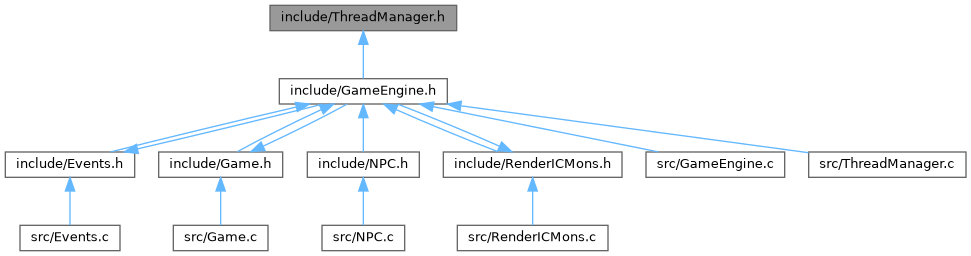 include/ThreadManager.h
include/GameEngine.h
include/Events.h
include/Game.h
include/NPC.h
include/RenderICMons.h
src/GameEngine.c
src/ThreadManager.c
src/Events.c
src/Game.c
src/NPC.c
src/RenderICMons.c